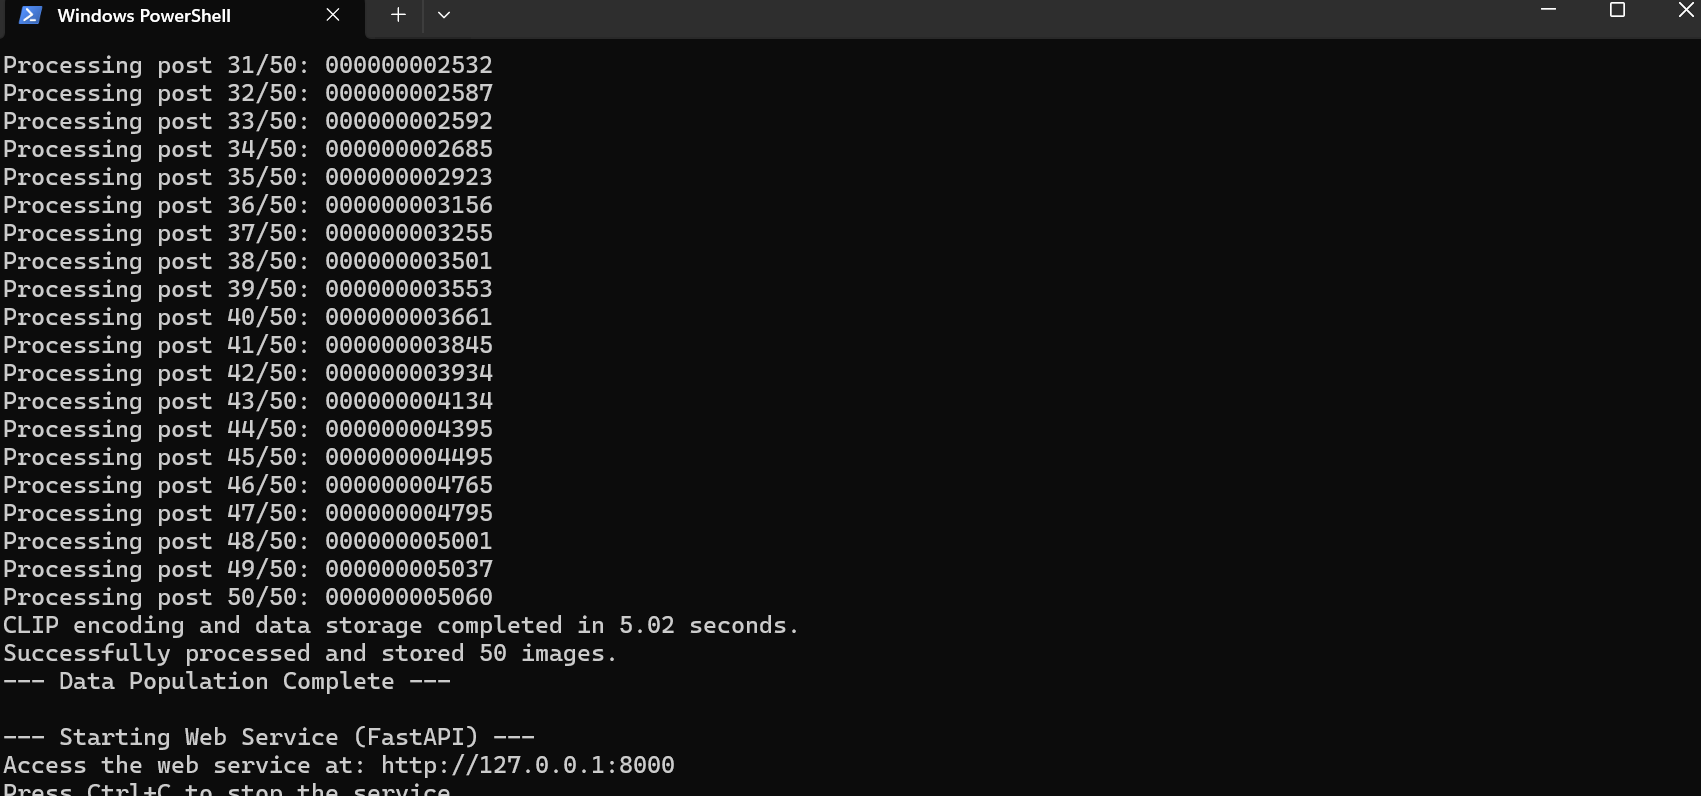 Windows PowerShell
Processing post 31/50: 000000002532
Processing post 32/50: 000000002587
Processing post 33/50: 000000002592
Processing post 34/50: 000000002685
Processing post 35/50: 000000002923
Processing post 36/50: 000000003156
Processing post 37/50: 000000003255
Processing post 38/50: 000000003501
Processing post 39/50: 000000003553
Processing post 40/50: 000000003661
Processing post 41/50: 000000003845
Processing post 42/50: 000000003934
Processing post 43/50: 000000004134
Processing post 44/50: 000000004395
Processing post 45/50: 000000004495
Processing post 46/50: 000000004765
Processing post 47/50: 000000004795
Processing post 48/50: 000000005001
Processing post 49/50: 000000005037
Processing post 50/50: 000000005060
CLIP encoding and data storage completed in 5.02 seconds.
Successfully processed and stored 50 images.
--- Data Population Complete ---
--- Starting Web Service (FastAPI) ---
Access the web service at: http://127.0.0.1:8000
Press Ctrl+C to stop the service